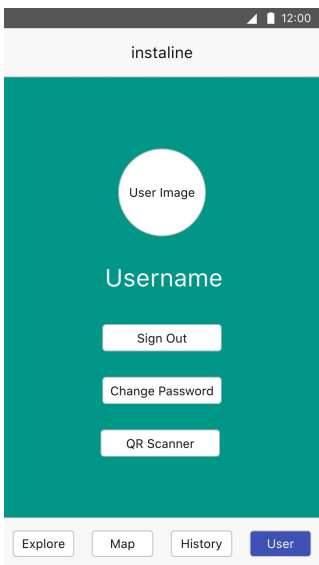 12:00
instaline
User Image
Username
Sign Out
Change Password
QR Scanner
Explore Map History User